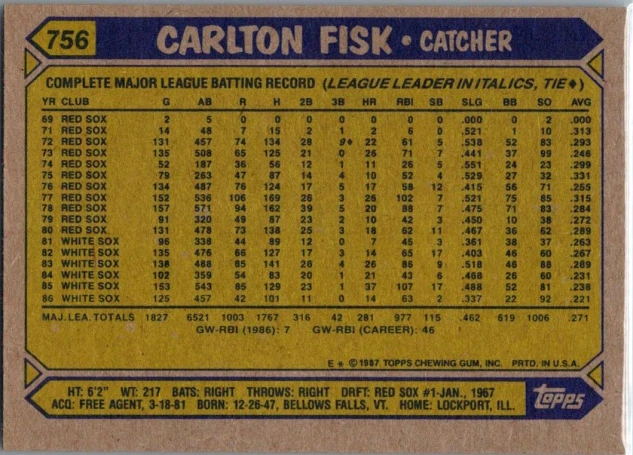 756 CARLTON FISK • CATCHER
COMPLETE MAJOR LEAGUE BATTING RECORD (LEAGUE LEADER IN ITALICS, TIE♦)
YR CLUB G AB R H 2B 3B HR RBI SB SLG BB SO AVG
69 RED SOX 2 5 0 0 0 0 0 0 0 .000 0 2 .000
71 RED SOX 14 48 7 15 2 1 2 6 0 .521 1 10 .313
72 RED SOX 131 457 74 134 28 9♦ 22 61 5 .538 52 83 .293
73 RED SOX 135 508 65 125 21 0 26 71 7 .441 37 99 .246
74 RED SOX 52 187 36 56 12 1 11 26 5 .551 24 23 .299
75 RED SOX 79 263 47 87 14 4 10 52 4 .529 27 32 .331
76 RED SOX 134 487 76 124 17 5 17 58 12 .415 56 71 .255
77 RED SOX 152 536 106 169 26 3 26 102 7 .521 75 85 .315
78 RED SOX 157 571 94 162 39 5 20 88 7 .475 71 83 .284
79 RED SOX 91 320 49 87 23 2 10 42 3 .450 10 38 .272
80 RED SOX 131 478 73 138 25 3 18 62 11 .467 36 62 .289
81 WHITE SOX 96 338 44 89 12 0 7 45 3 .361 38 37 .263
82 WHITE SOX 135 476 66 127 17 3 14 65 17 .403 46 60 .267
83 WHITE SOX 138 488 85 141 26 4 26 86 9 .518 46 88 .289
84 WHITE SOX 102 359 54 83 20 1 21 43 6 .468 26 60 .231
85 WHITE SOX 153 543 85 129 23 1 37 107 17 .488 52 81 .238
86 WHITE SOX 125 457 42 101 11 0 14 63 2 .337 22 92 .221
MAJ. LEA. TOTALS 1827 6521 1003 1767 316 42 281 977 115 .462 619 1006 .271
GW-RBI (1986): 7 GW-RBI (CAREER): 46
E * ©1987 TOPPS CHEWING GUM, INC. PRTD. IN U.S.A.
HT: 6'2" WT: 217 BATS: RIGHT THROWS: RIGHT DRFT: RED SOX #1-JAN., 1967
ACQ: FREE AGENT, 3-18-81 BORN: 12-26-47, BELLOWS FALLS, VT. HOME: LOCKPORT, ILL.
topps